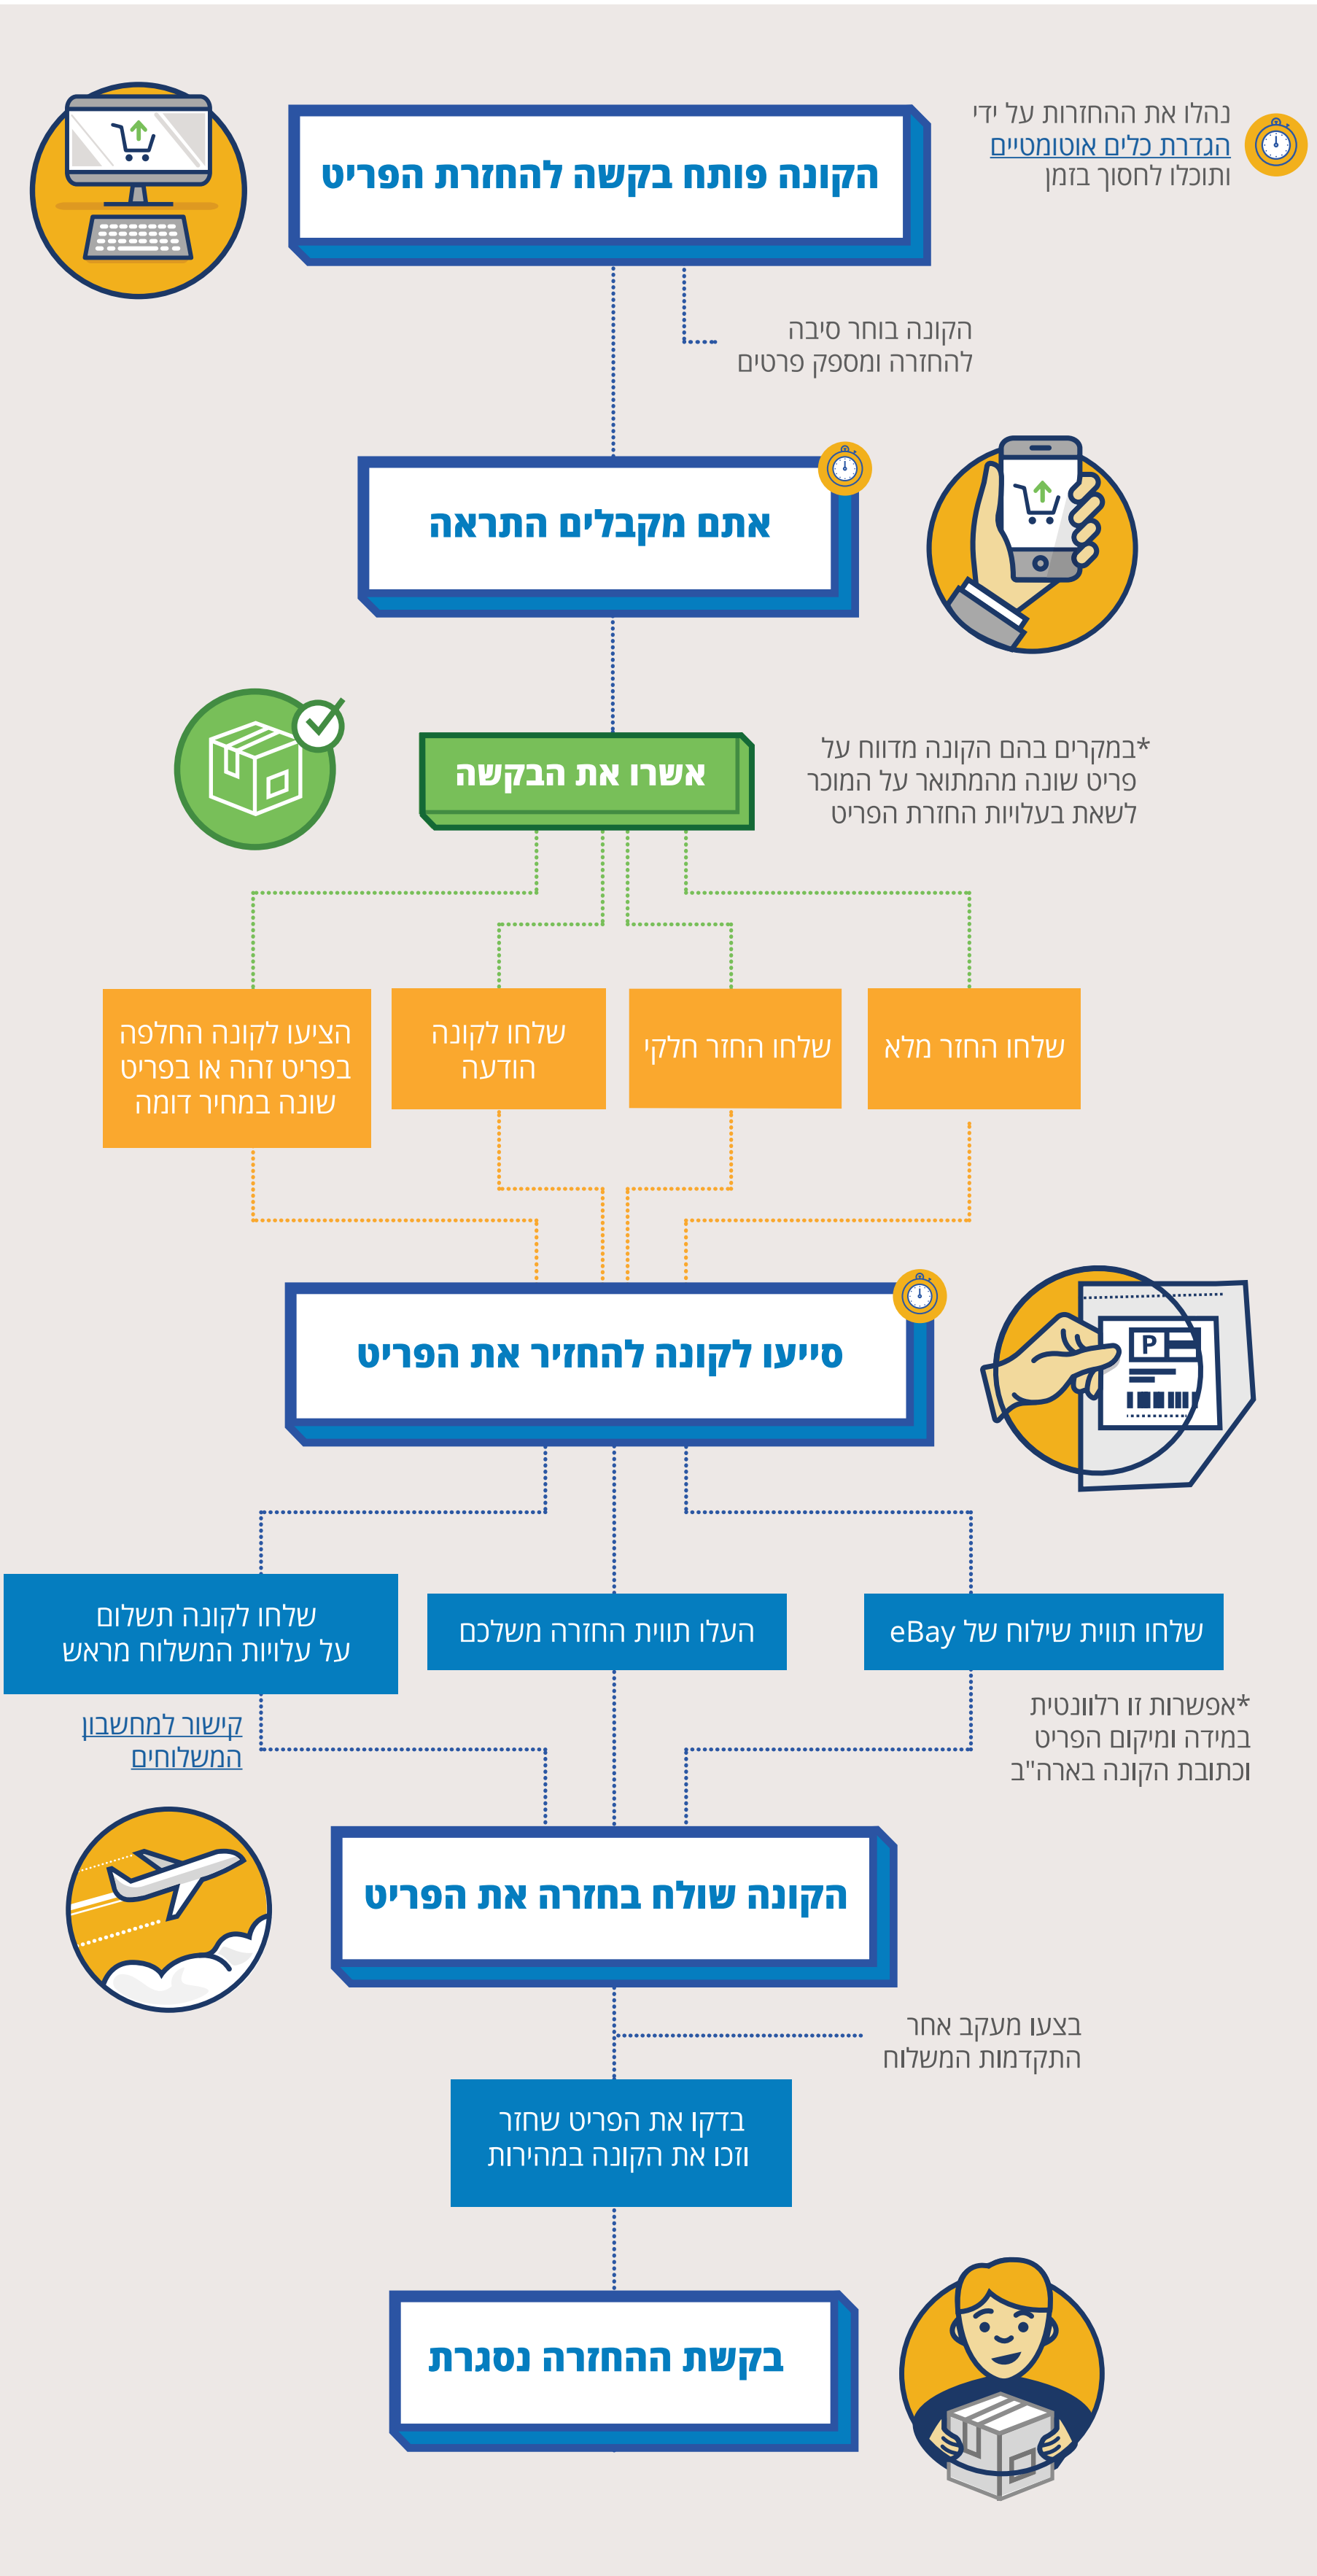 נהלו את ההחזרות על ידי
הגדרת כלים אוטומטיים
ותוכלו לחסוך בזמן
הקונה פותח בקשה להחזרת הפריט
הקונה בוחר סיבה
להחזרה ומספק פרטים
אתם מקבלים התראה
אשרו את הבקשה
*במקרים בהם הקונה מדווח על
פריט שונה מהמתואר על המוכר
לשאת בעלויות החזרת הפריט
שלחו החזר מלא
שלחו החזר חלקי
שלחו לקונה
הודעה
הציעו לקונה החלפה
בפריט זהה או בפריט
שונה במחיר דומה
סייעו לקונה להחזיר את הפריט
P
שלחו תווית שילוח של eBay
*אפשרות זו רלוונטית
במידה ומיקום הפריט
וכתובת הקונה בארה"ב
העלו תווית החזרה משלכם
שלחו לקונה תשלום
על עלויות המשלוח מראש
קישור למחשבון
המשלוחים
הקונה שולח בחזרה את הפריט
בצעו מעקב אחר
התקדמות המשלוח
בדקו את הפריט שחזר
וזכו את הקונה במהירות
בקשת ההחזרה נסגרת